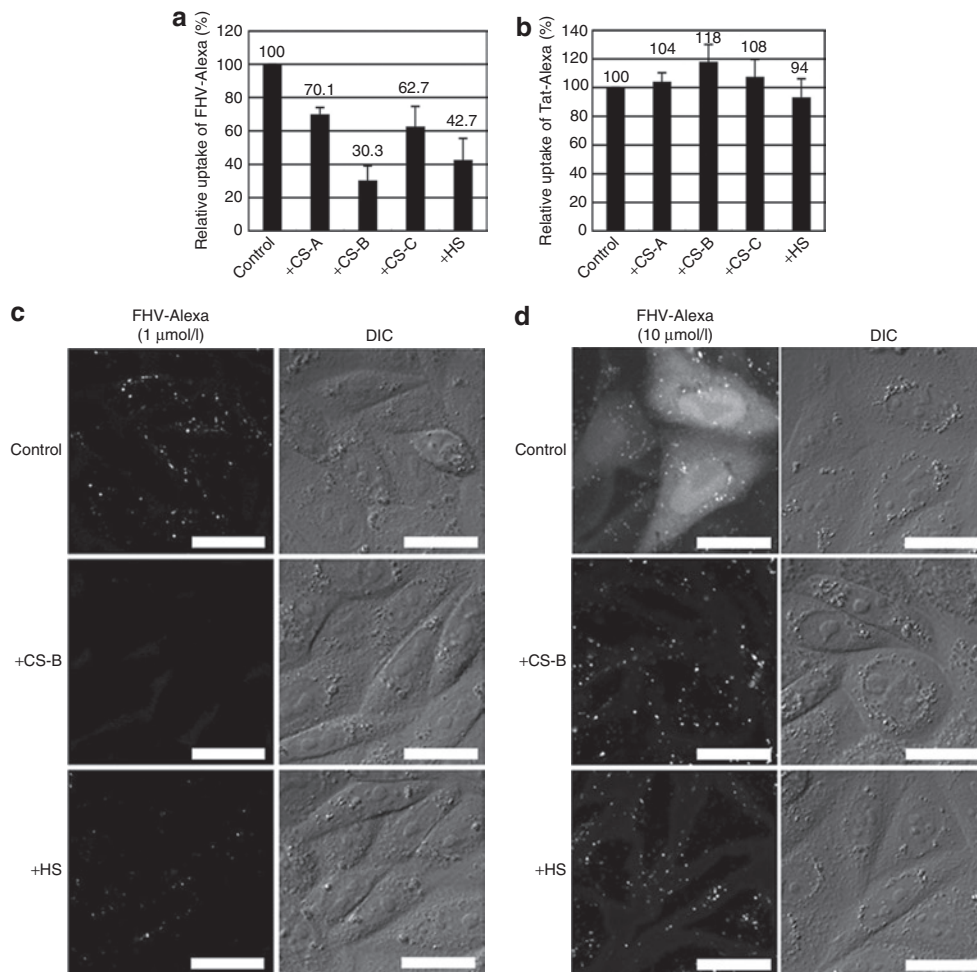 a
Relative uptake of FHV-Alexa (%)
120
100
80
60
40
20
0
100
70.1
30.3
62.7
42.7
Control
+CS-A
+CS-B
+CS-C
+HS
b
Relative uptake of Tat-Alexa (%)
140
120
100
80
60
40
20
0
100
104
118
108
94
Control
+CS-A
+CS-B
+CS-C
+HS
c
FHV-Alexa
(1 μmol/l)
DIC
Control
+CS-B
+HS
d
FHV-Alexa
(10 μmol/l)
DIC
Control
+CS-B
+HS